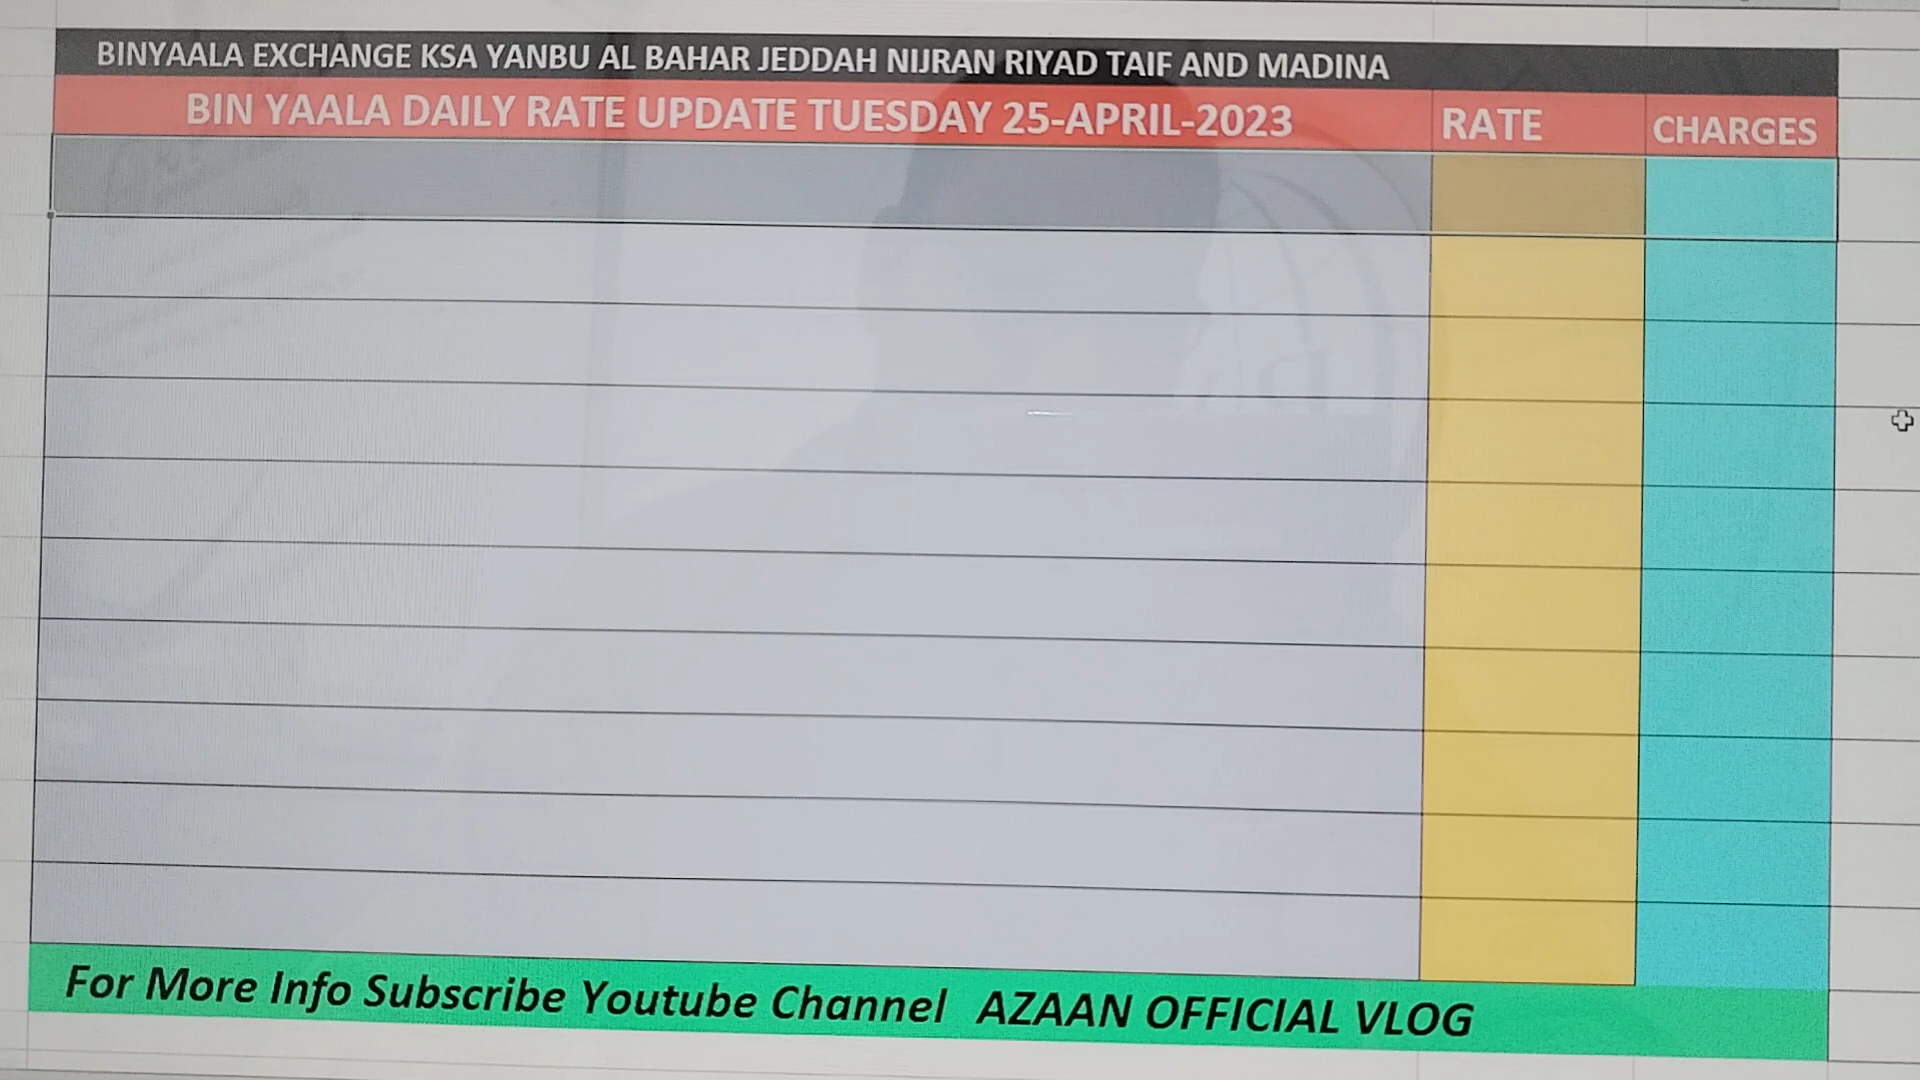 BINYAALA EXCHANGE KSA YANBU AL BAHAR JEDDAH NIJRAN RIYAD TAIF AND MADINA
BIN YAALA DAILY RATE UPDATE TUESDAY 25-APRIL-2023 RATE CHARGES
For More Info Subscribe Youtube Channel AZAAN OFFICIAL VLOG